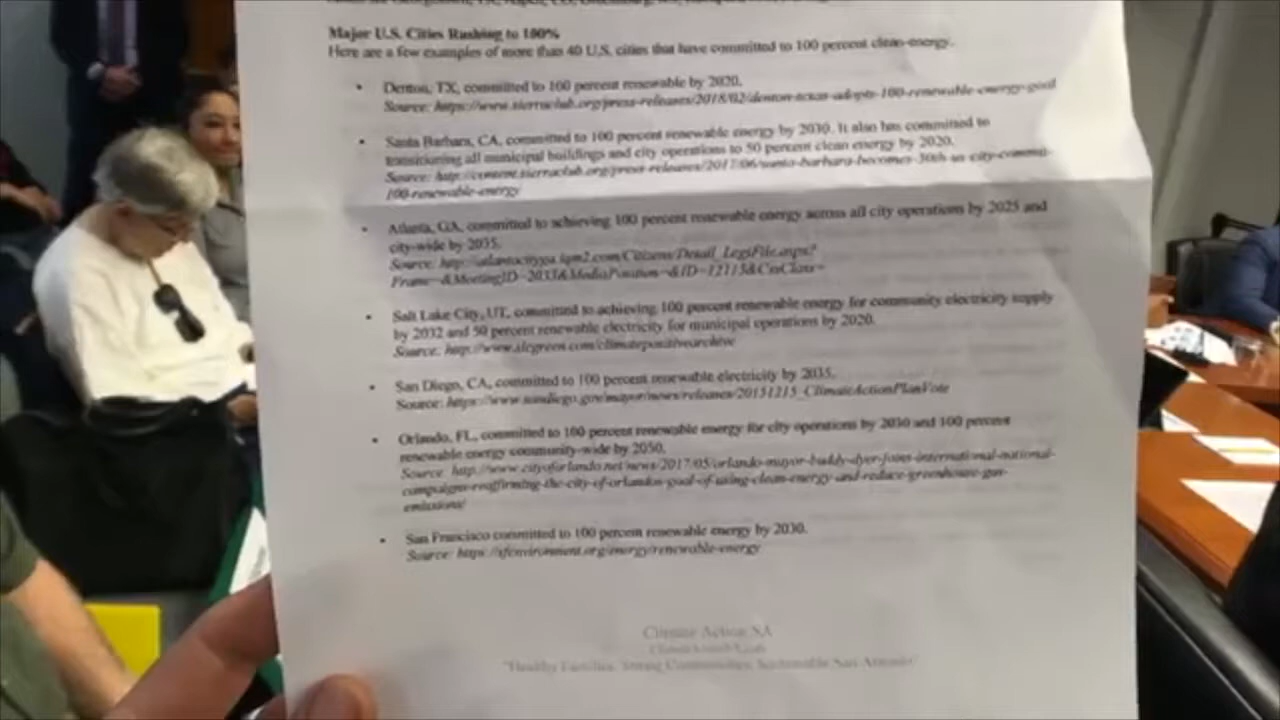 Major U.S. Cities Rushing to 100%
Here are a few examples of more than 40 U.S. cities that have committed to 100 percent clean-energy.
• Denton, TX, committed to 100 percent renewable by 2020.
Source: https://www.sierraclub.org/press-releases/2018/02/denton-texas-adopts-100-renewable-energy-goal
• Santa Barbara, CA, committed to 100 percent renewable energy by 2030. It also has committed to
transitioning all municipal buildings and city operations to 50 percent clean energy by 2020.
Source: http://content.sierraclub.org/press-releases/2017/06/santa-barbara-becomes-30th-us-city-commit-
100-renewable-energy
• Atlanta, GA, committed to achieving 100 percent renewable energy across all city operations by 2025 and
city-wide by 2035.
Source: http://atlantacityga.iqm2.com/Citizens/Detail_LegiFile.aspx?
Frame=&MeetingID=2033&MediaPosition=&ID=12115&CssClass=
• Salt Lake City, UT, committed to achieving 100 percent renewable energy for community electricity supply
by 2032 and 50 percent renewable electricity for municipal operations by 2020.
Source: http://www.slcgreen.com/climatepositivearchive
• San Diego, CA, committed to 100 percent renewable electricity by 2035.
Source: https://www.sandiego.gov/mayor/news/releases/20151215_ClimateActionPlanVote
• Orlando, FL, committed to 100 percent renewable energy for city operations by 2030 and 100 percent
renewable energy community-wide by 2050.
Source: http://www.cityoforlando.net/news/2017/05/orlando-mayor-buddy-dyer-joins-international-national-
campaigns-reaffirming-the-city-of-orlandos-goal-of-using-clean-energy-and-reduce-greenhouse-gas-
emissions/
• San Francisco committed to 100 percent renewable energy by 2030.
Source: https://sfenvironment.org/energy/renewable-energy
Climate Action SA
"Healthy Families, Strong Communities, Sustainable San Antonio"